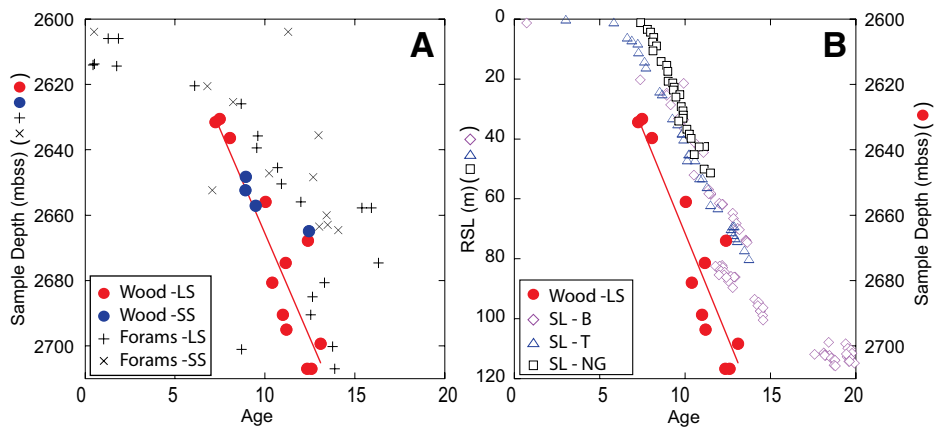 A
2600
2620
2640
2660
2680
2700
Sample Depth (mbss) (×+●●)
Wood -LS
Wood -SS
Forams -LS
Forams -SS
0 5 10 15 20
Age
B
0
20
40
60
80
100
120
RSL (m) (□△◇)
Wood -LS
SL - B
SL - T
SL - NG
0 5 10 15 20
Age
2600
2620
2640
2660
2680
2700
Sample Depth (mbss) (●)